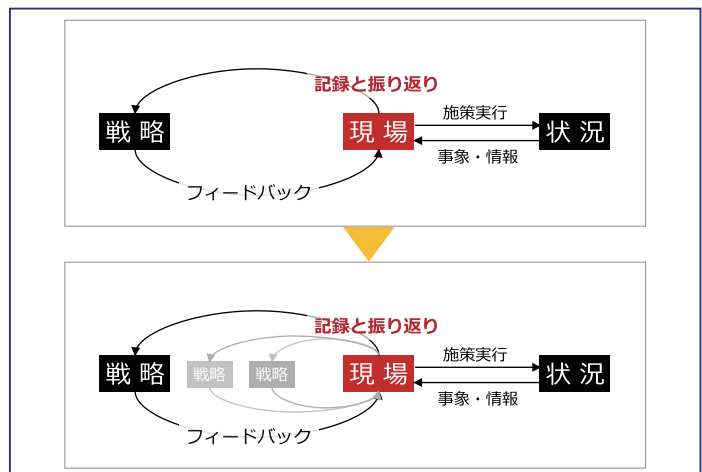 記録と振り返り
戦略
現場
施策実行
状況
事象・情報
フィードバック
記録と振り返り
戦略
戦略
戦略
現場
施策実行
状況
事象・情報
フィードバック